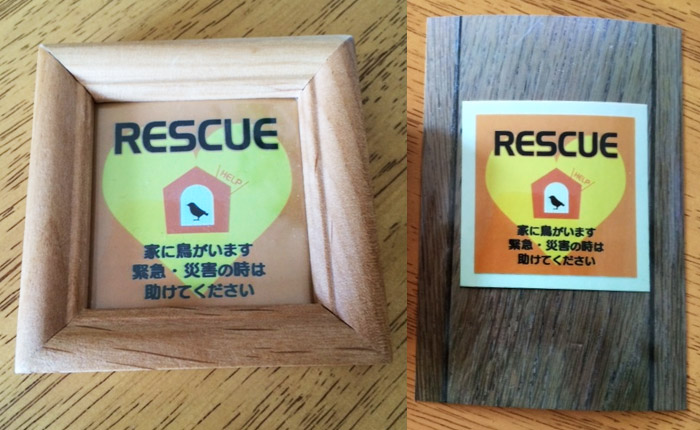 RESCUE
HELP
家に鳥がいます
緊急・災害の時は
助けてください
RESCUE
HELP
家に鳥がいます
緊急・災害の時は
助けてください